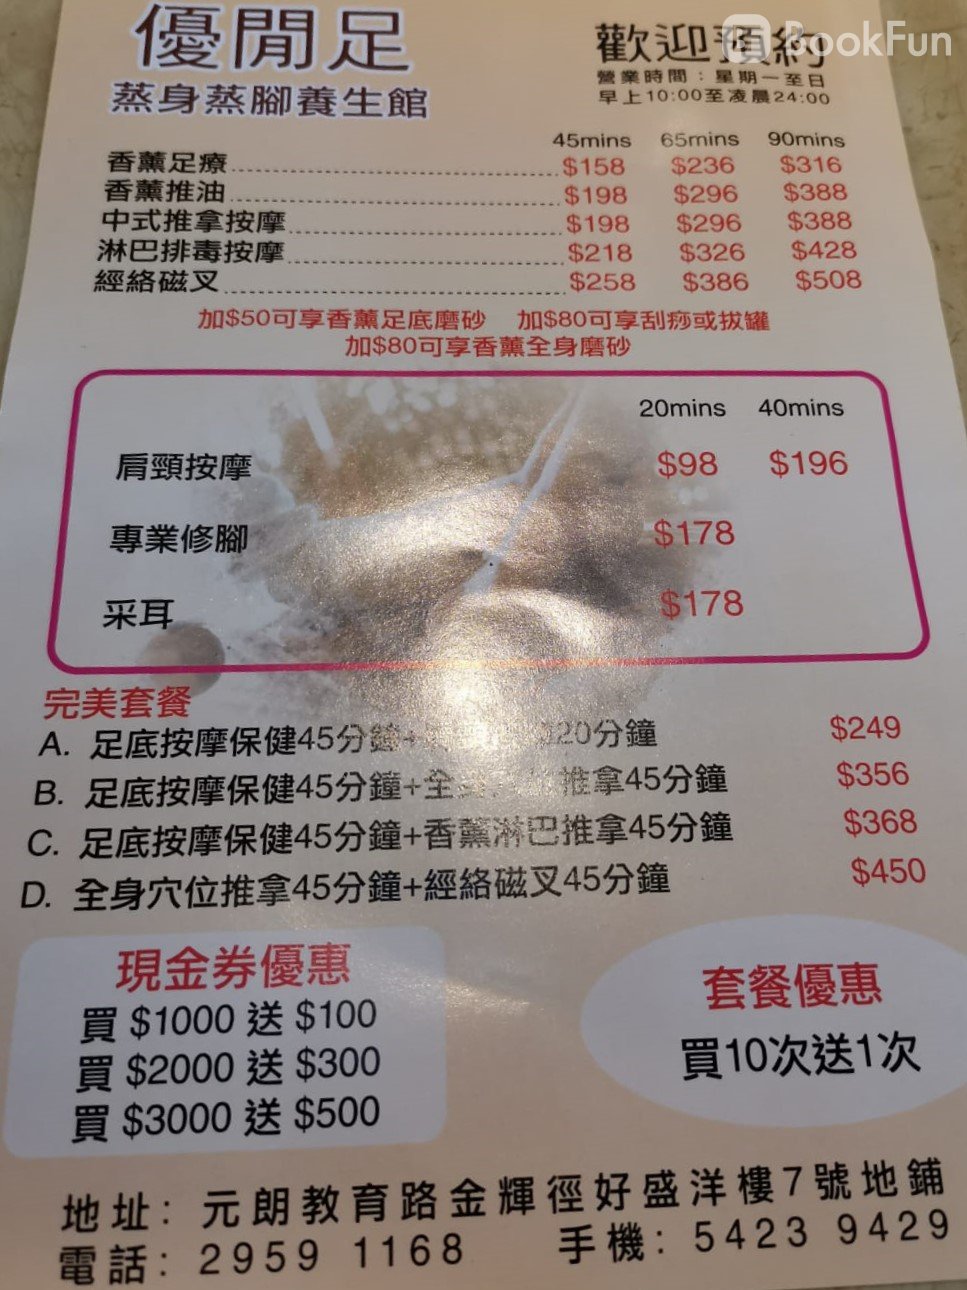 優閒足
蒸身蒸腳養生館
歡迎預約
BookFun
營業時間：星期一至日
早上10:00至凌晨24:00
45mins 65mins 90mins
香薰足療 $158 $236 $316
香薰推油 $198 $296 $388
中式推拿按摩 $198 $296 $388
淋巴排毒按摩 $218 $326 $428
經絡磁叉 $258 $386 $508
加$50可享香薰足底磨砂 加$80可享刮痧或拔罐
加$80可享香薰全身磨砂
20mins 40mins
肩頸按摩 $98 $196
專業修腳 $178
采耳 $178
完美套餐
A. 足底按摩保健45分鐘+ 20分鐘 $249
B. 足底按摩保健45分鐘+全 推拿45分鐘 $356
C. 足底按摩保健45分鐘+香薰淋巴推拿45分鐘 $368
D. 全身穴位推拿45分鐘+經絡磁叉45分鐘 $450
現金券優惠
買 $1000 送 $100
買 $2000 送 $300
買 $3000 送 $500
套餐優惠
買10次送1次
地址：元朗教育路金輝徑好盛洋樓7號地鋪
電話：2959 1168 手機：5423 9429